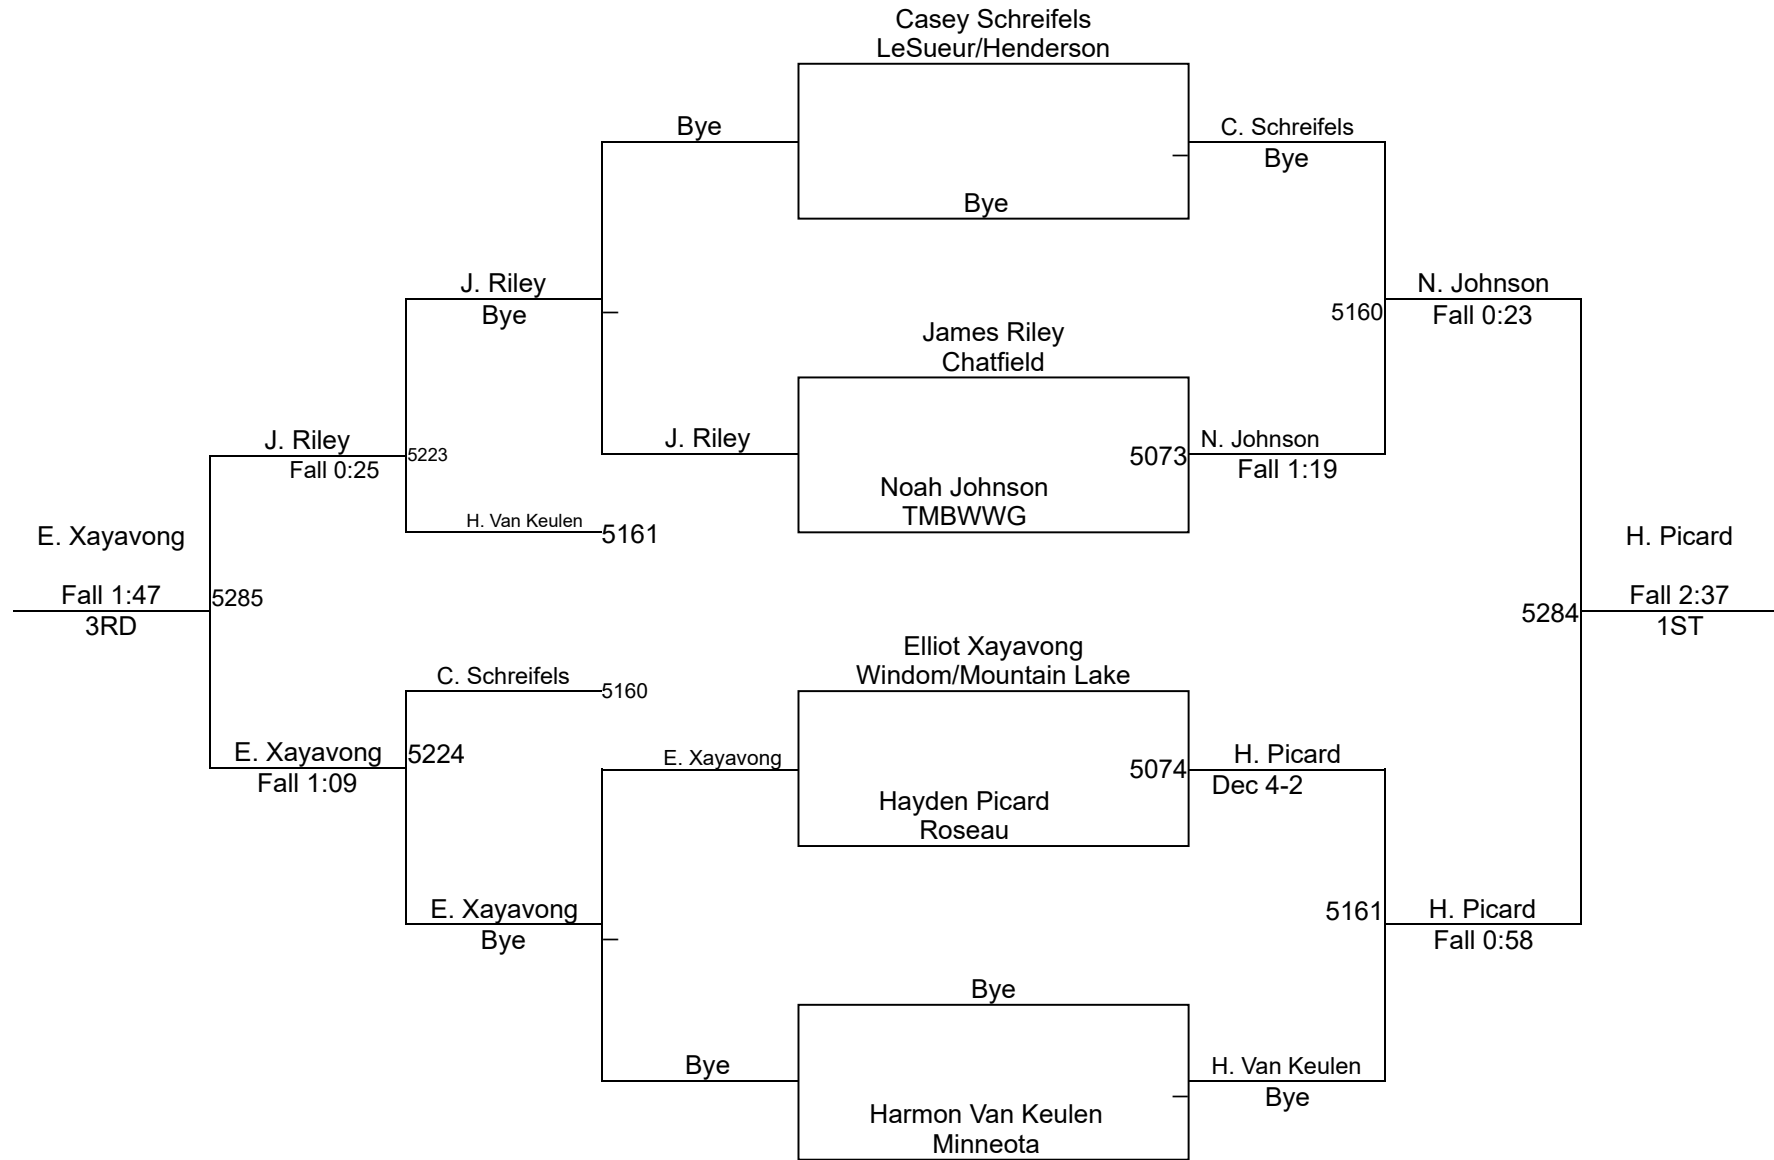 Casey Schreifels
LeSueur/Henderson
Bye
C. Schreifels
Bye
Bye
J. Riley
Bye
N. Johnson
5160
Fall 0:23
James Riley
Chatfield
J. Riley
Fall 0:25
5223
J. Riley
5073
N. Johnson
Fall 1:19
Noah Johnson
TMBWWG
H. Van Keulen
5161
E. Xayavong
H. Picard
Fall 1:47
5285
3RD
5284
Fall 2:37
1ST
Elliot Xayavong
Windom/Mountain Lake
C. Schreifels
5160
E. Xayavong
5224
Fall 1:09
E. Xayavong
5074
H. Picard
Dec 4-2
Hayden Picard
Roseau
E. Xayavong
Bye
5161
H. Picard
Fall 0:58
Bye
Bye
H. Van Keulen
Bye
Harmon Van Keulen
Minneota